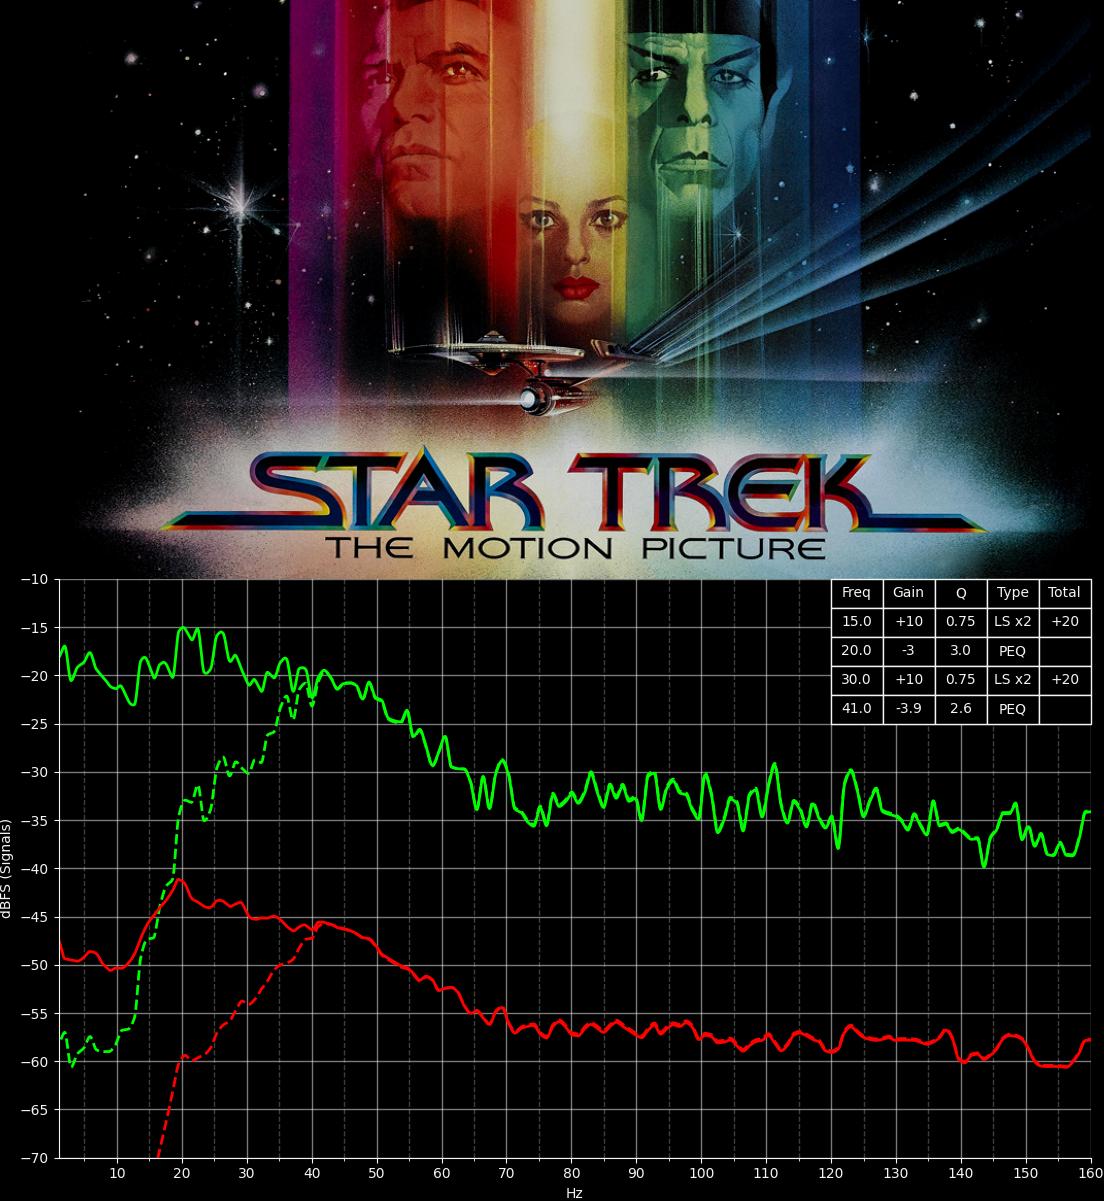 STAR TREK
THE MOTION PICTURE
Freq Gain Q Type Total
15.0 +10 0.75 LS x2 +20
20.0 -3 3.0 PEQ
30.0 +10 0.75 LS x2 +20
41.0 -3.9 2.6 PEQ
−10
−15
−20
−25
−30
−35
−40
−45
−50
−55
−60
−65
−70
dBFS (Signals)
10 20 30 40 50 60 70 80 90 100 110 120 130 140 150 160
Hz